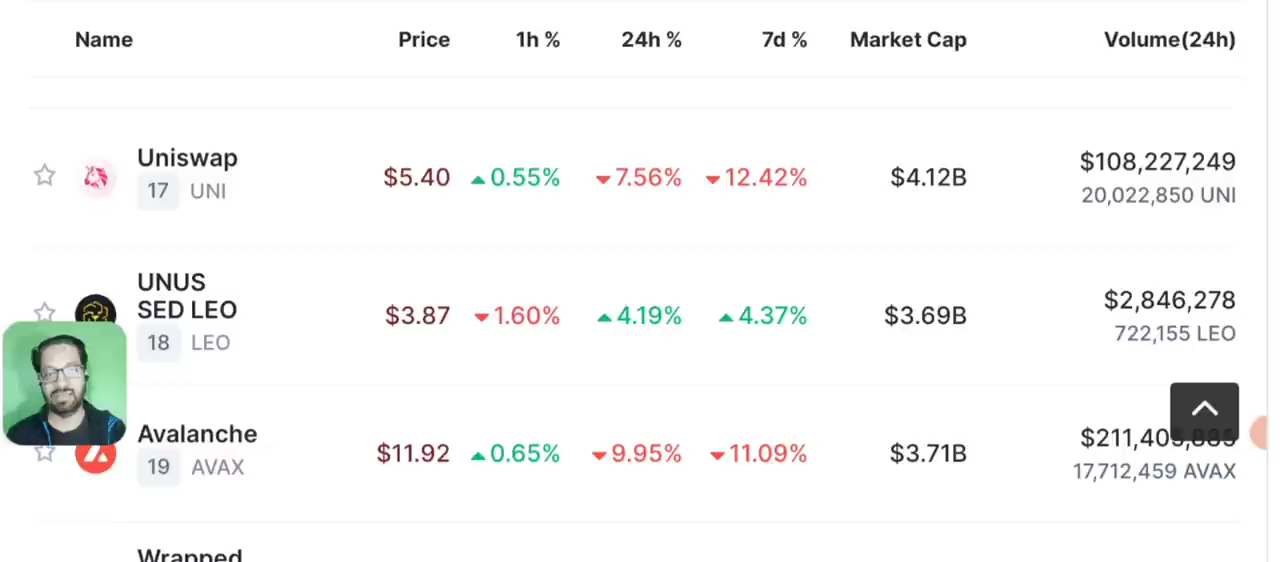 Name Price 1h % 24h % 7d % Market Cap Volume(24h)
Uniswap
17 UNI
$5.40 0.55% 7.56% 12.42% $4.12B
$108,227,249
20,022,850 UNI
UNUS
SED LEO
18 LEO
$3.87 1.60% 4.19% 4.37% $3.69B
$2,846,278
722,155 LEO
Avalanche
19 AVAX
$11.92 0.65% 9.95% 11.09% $3.71B
17,712,459 AVAX
Wrapped